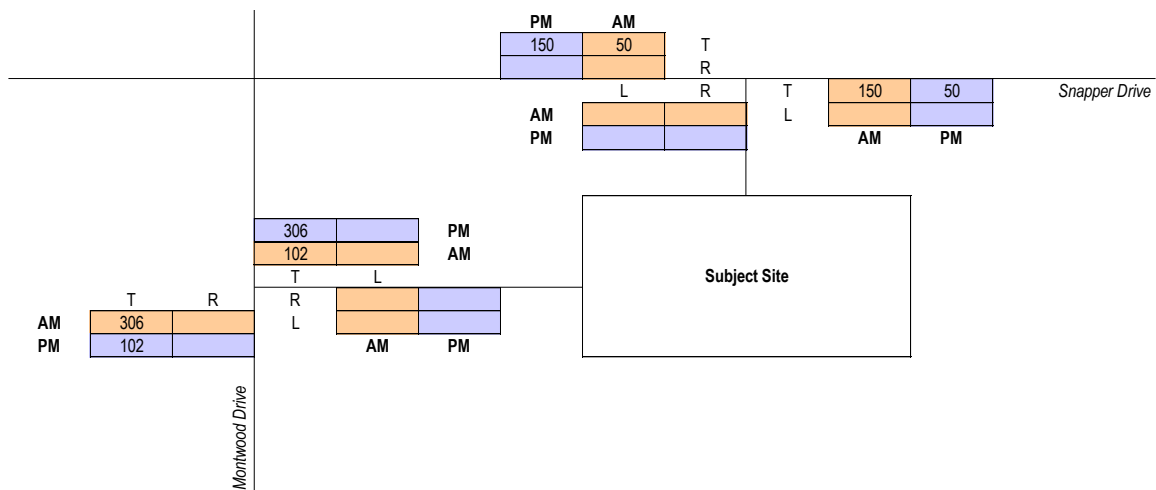 PM AM
150 50 T
R
L R T 150 50 Snapper Drive
AM L
PM AM PM
306 PM
102 AM
T L Subject Site
T R R
AM 306 L
PM 102 AM PM
Montwood Drive